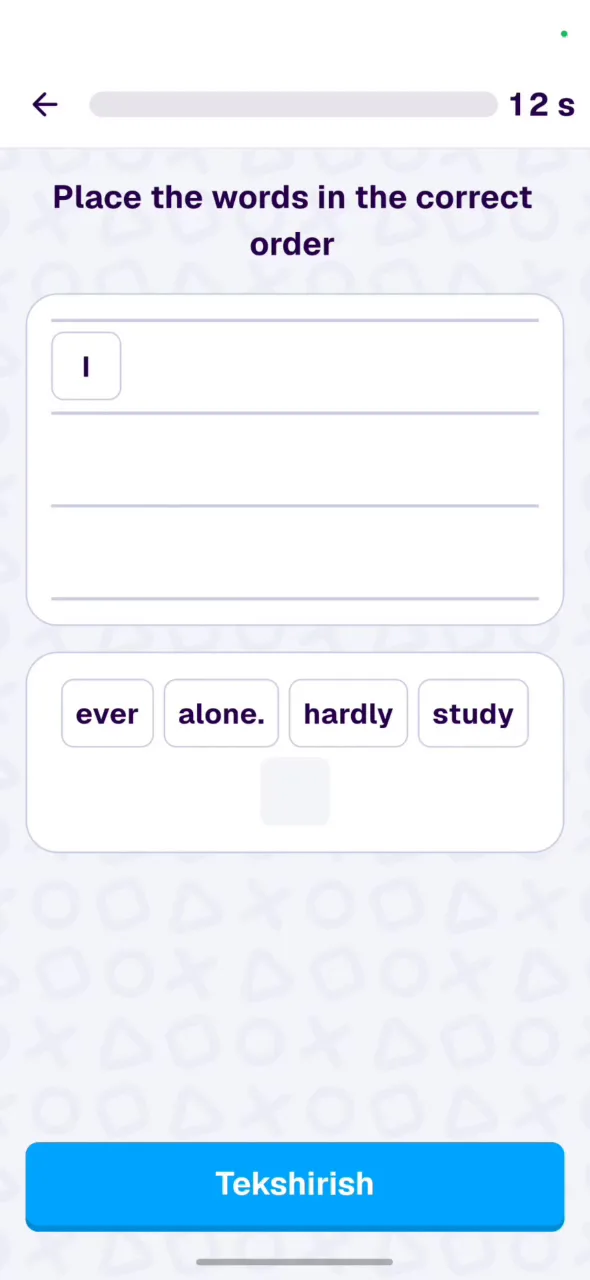 12 s
Place the words in the correct
order
I
ever alone. hardly study
Tekshirish